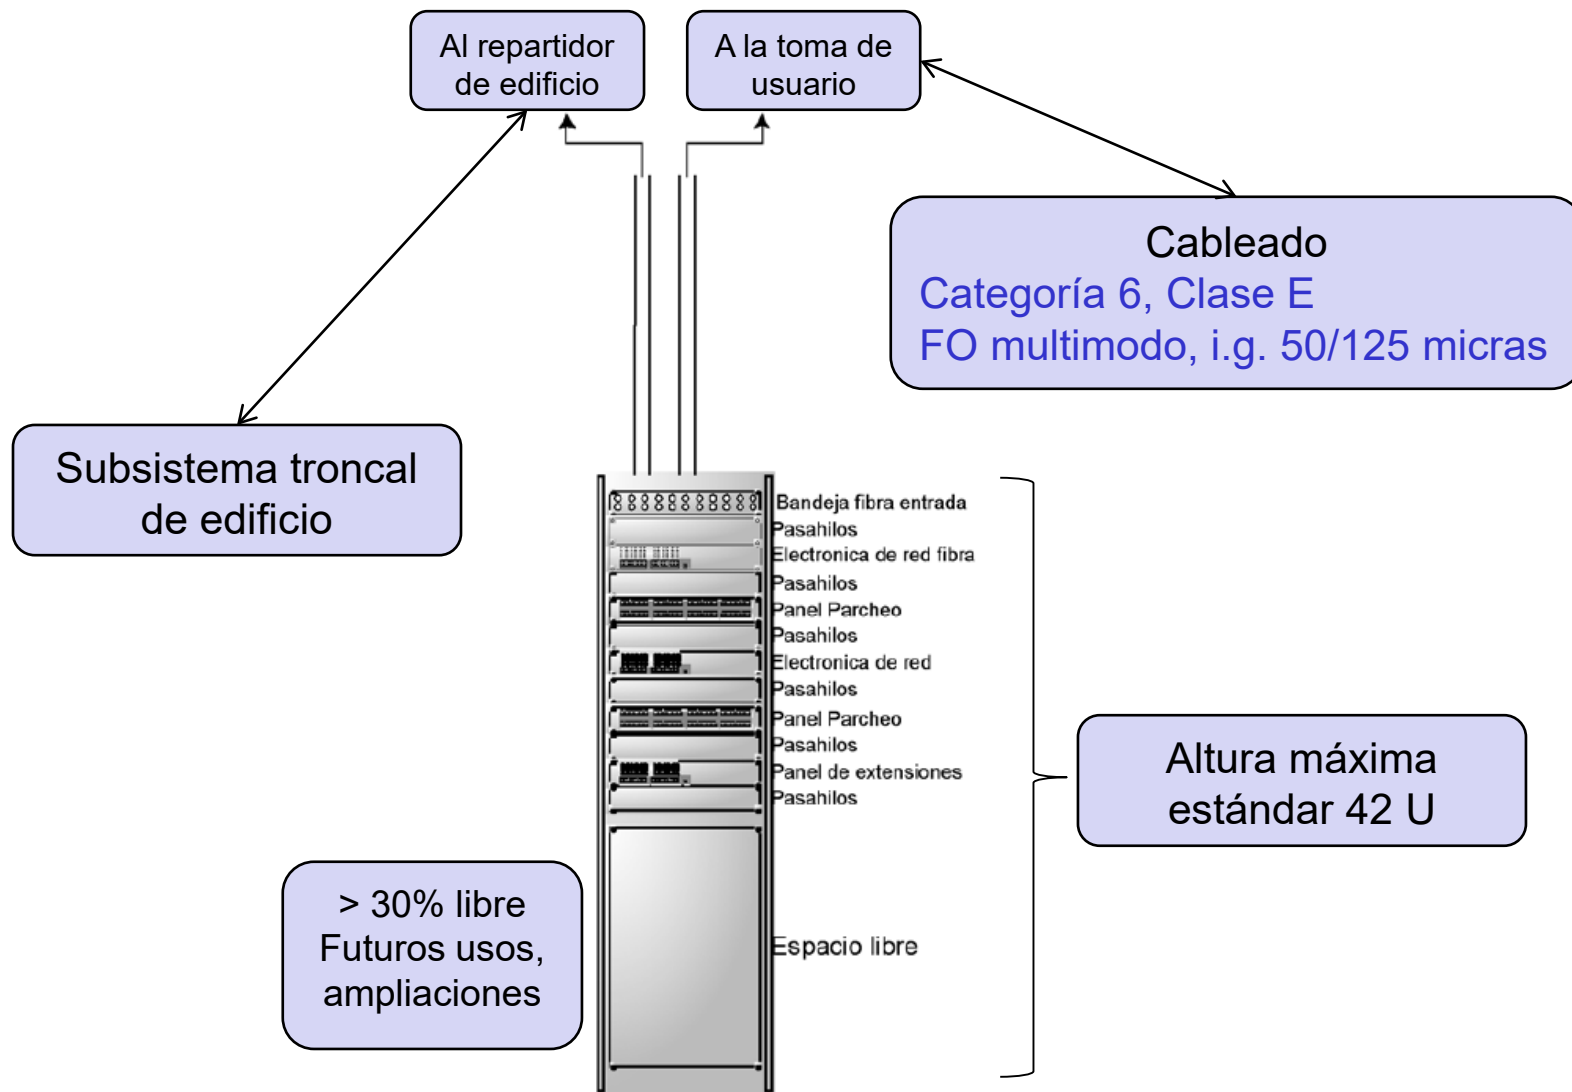 Al repartidor
de edificio
A la toma de
usuario
Cableado
Categoría 6, Clase E
FO multimodo, i.g. 50/125 micras
Subsistema troncal
de edificio
Bandeja fibra entrada
Pasahilos
Electronica de red fibra
Pasahilos
Panel Parcheo
Pasahilos
Electronica de red
Pasahilos
Panel Parcheo
Pasahilos
Panel de extensiones
Pasahilos
Altura máxima
estándar 42 U
> 30% libre
Futuros usos,
ampliaciones
Espacio libre